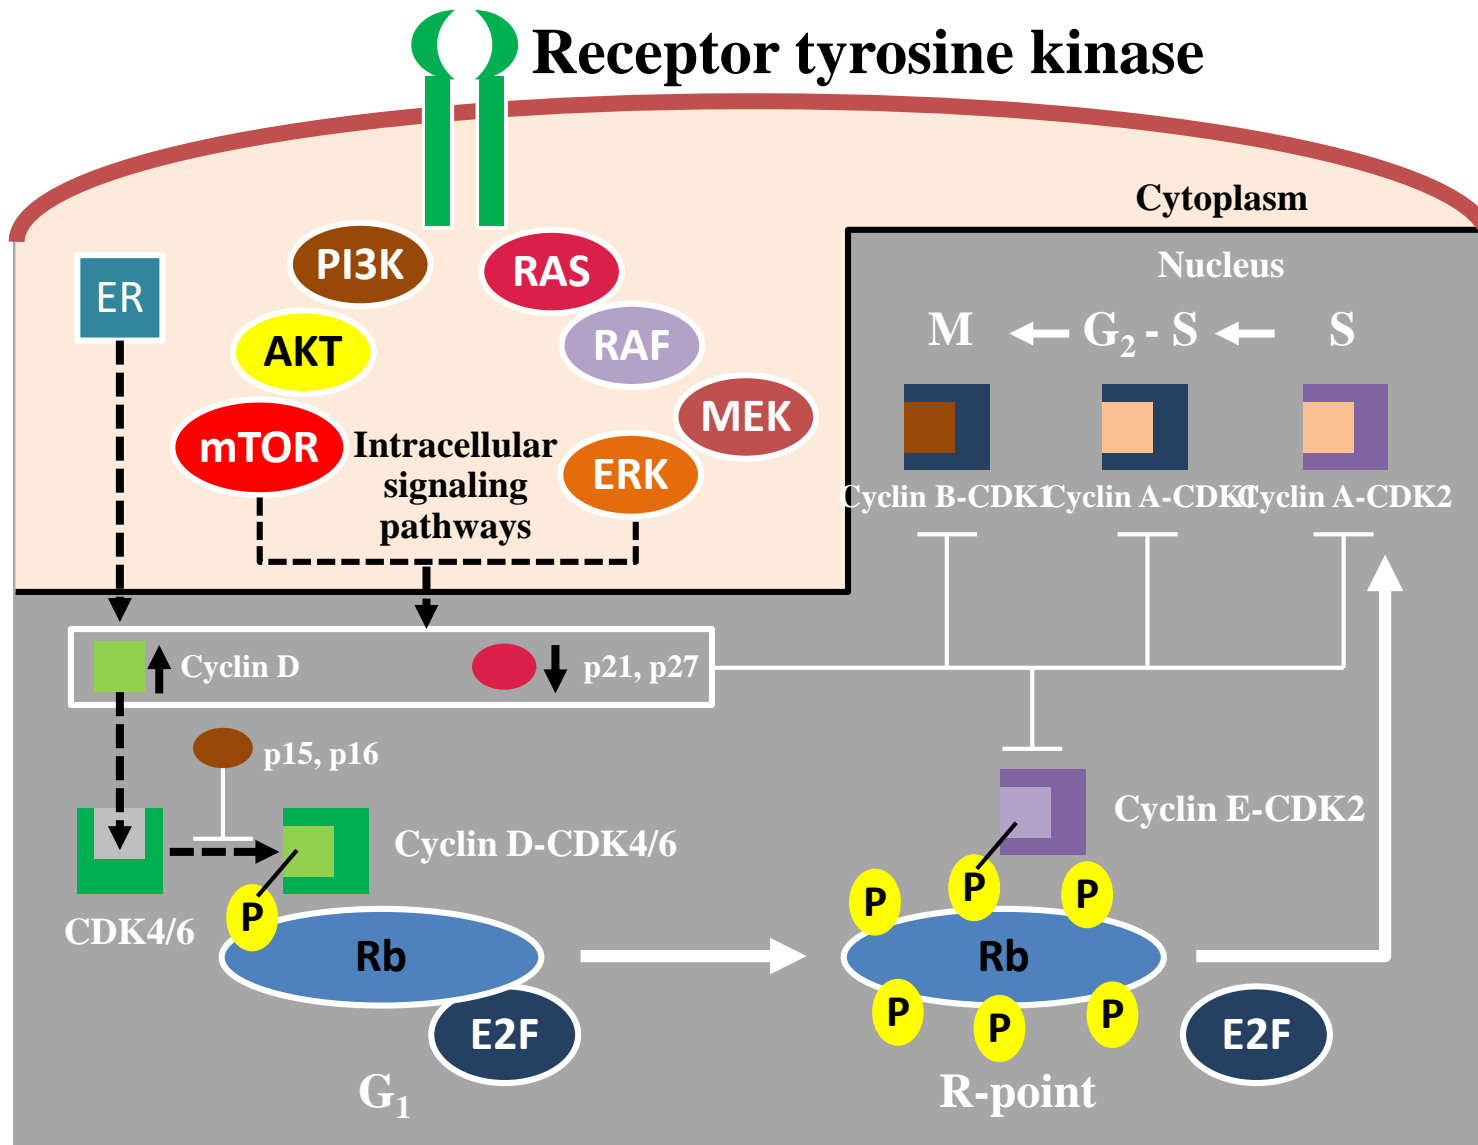 Receptor tyrosine kinase
Cytoplasm
Nucleus
PI3K
RAS
ER
AKT
RAF
M
G₂ - S
S
mTOR
MEK
Intracellular
signaling
pathways
ERK
Cyclin B-CDK1
Cyclin A-CDK1
Cyclin A-CDK2
Cyclin D
p21, p27
p15, p16
Cyclin D-CDK4/6
Cyclin E-CDK2
CDK4/6
P
Rb
E2F
P
P
P
Rb
P
P
P
E2F
G₁
R-point